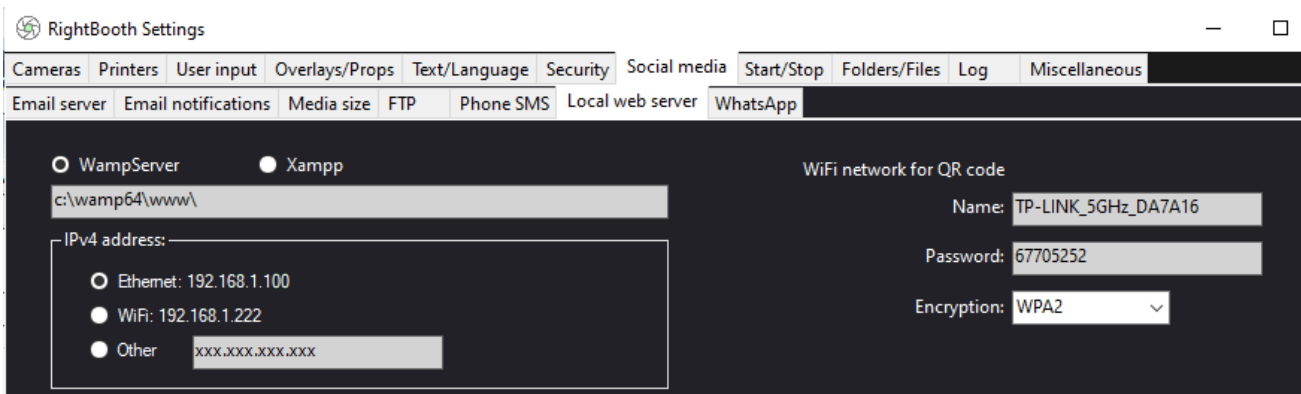 RightBooth Settings
Cameras Printers User input Overlays/Props Text/Language Security Social media Start/Stop Folders/Files Log Miscellaneous
Email server Email notifications Media size FTP Phone SMS Local web server WhatsApp
WampServer Xampp
c:\wamp64\www\
IPv4 address:
Ethernet: 192.168.1.100
WiFi: 192.168.1.222
Other xxx.xxx.xxx.xxx
WiFi network for QR code
Name: TP-LINK_5GHz_DA7A16
Password: 67705252
Encryption: WPA2